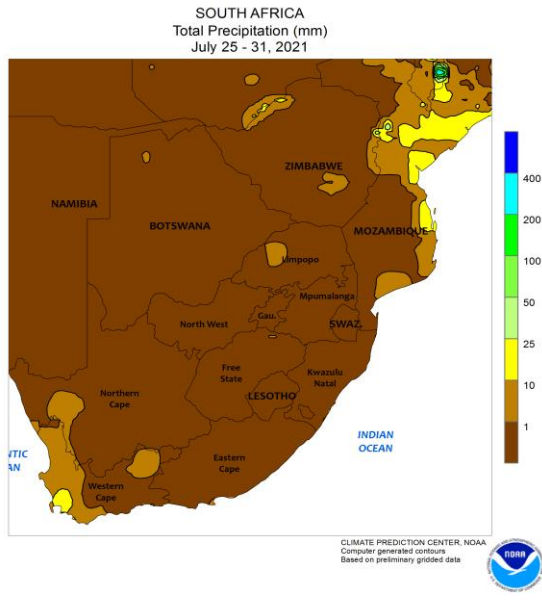 SOUTH AFRICA
Total Precipitation (mm)
July 25 - 31, 2021
ZIMBABWE
NAMIBIA
BOTSWANA
MOZAMBIQUE
Limpopo
Mpumalanga
North West
Gau.
SWAZ.
Free
State
Kwazulu
Natal
Northern
Cape
LESOTHO
INDIAN
OCEAN
NTIC
AN
Eastern
Cape
Western
Cape
400
200
100
50
25
10
1
CLIMATE PREDICTION CENTER, NOAA
Computer generated contours
Based on preliminary gridded data
NOAA